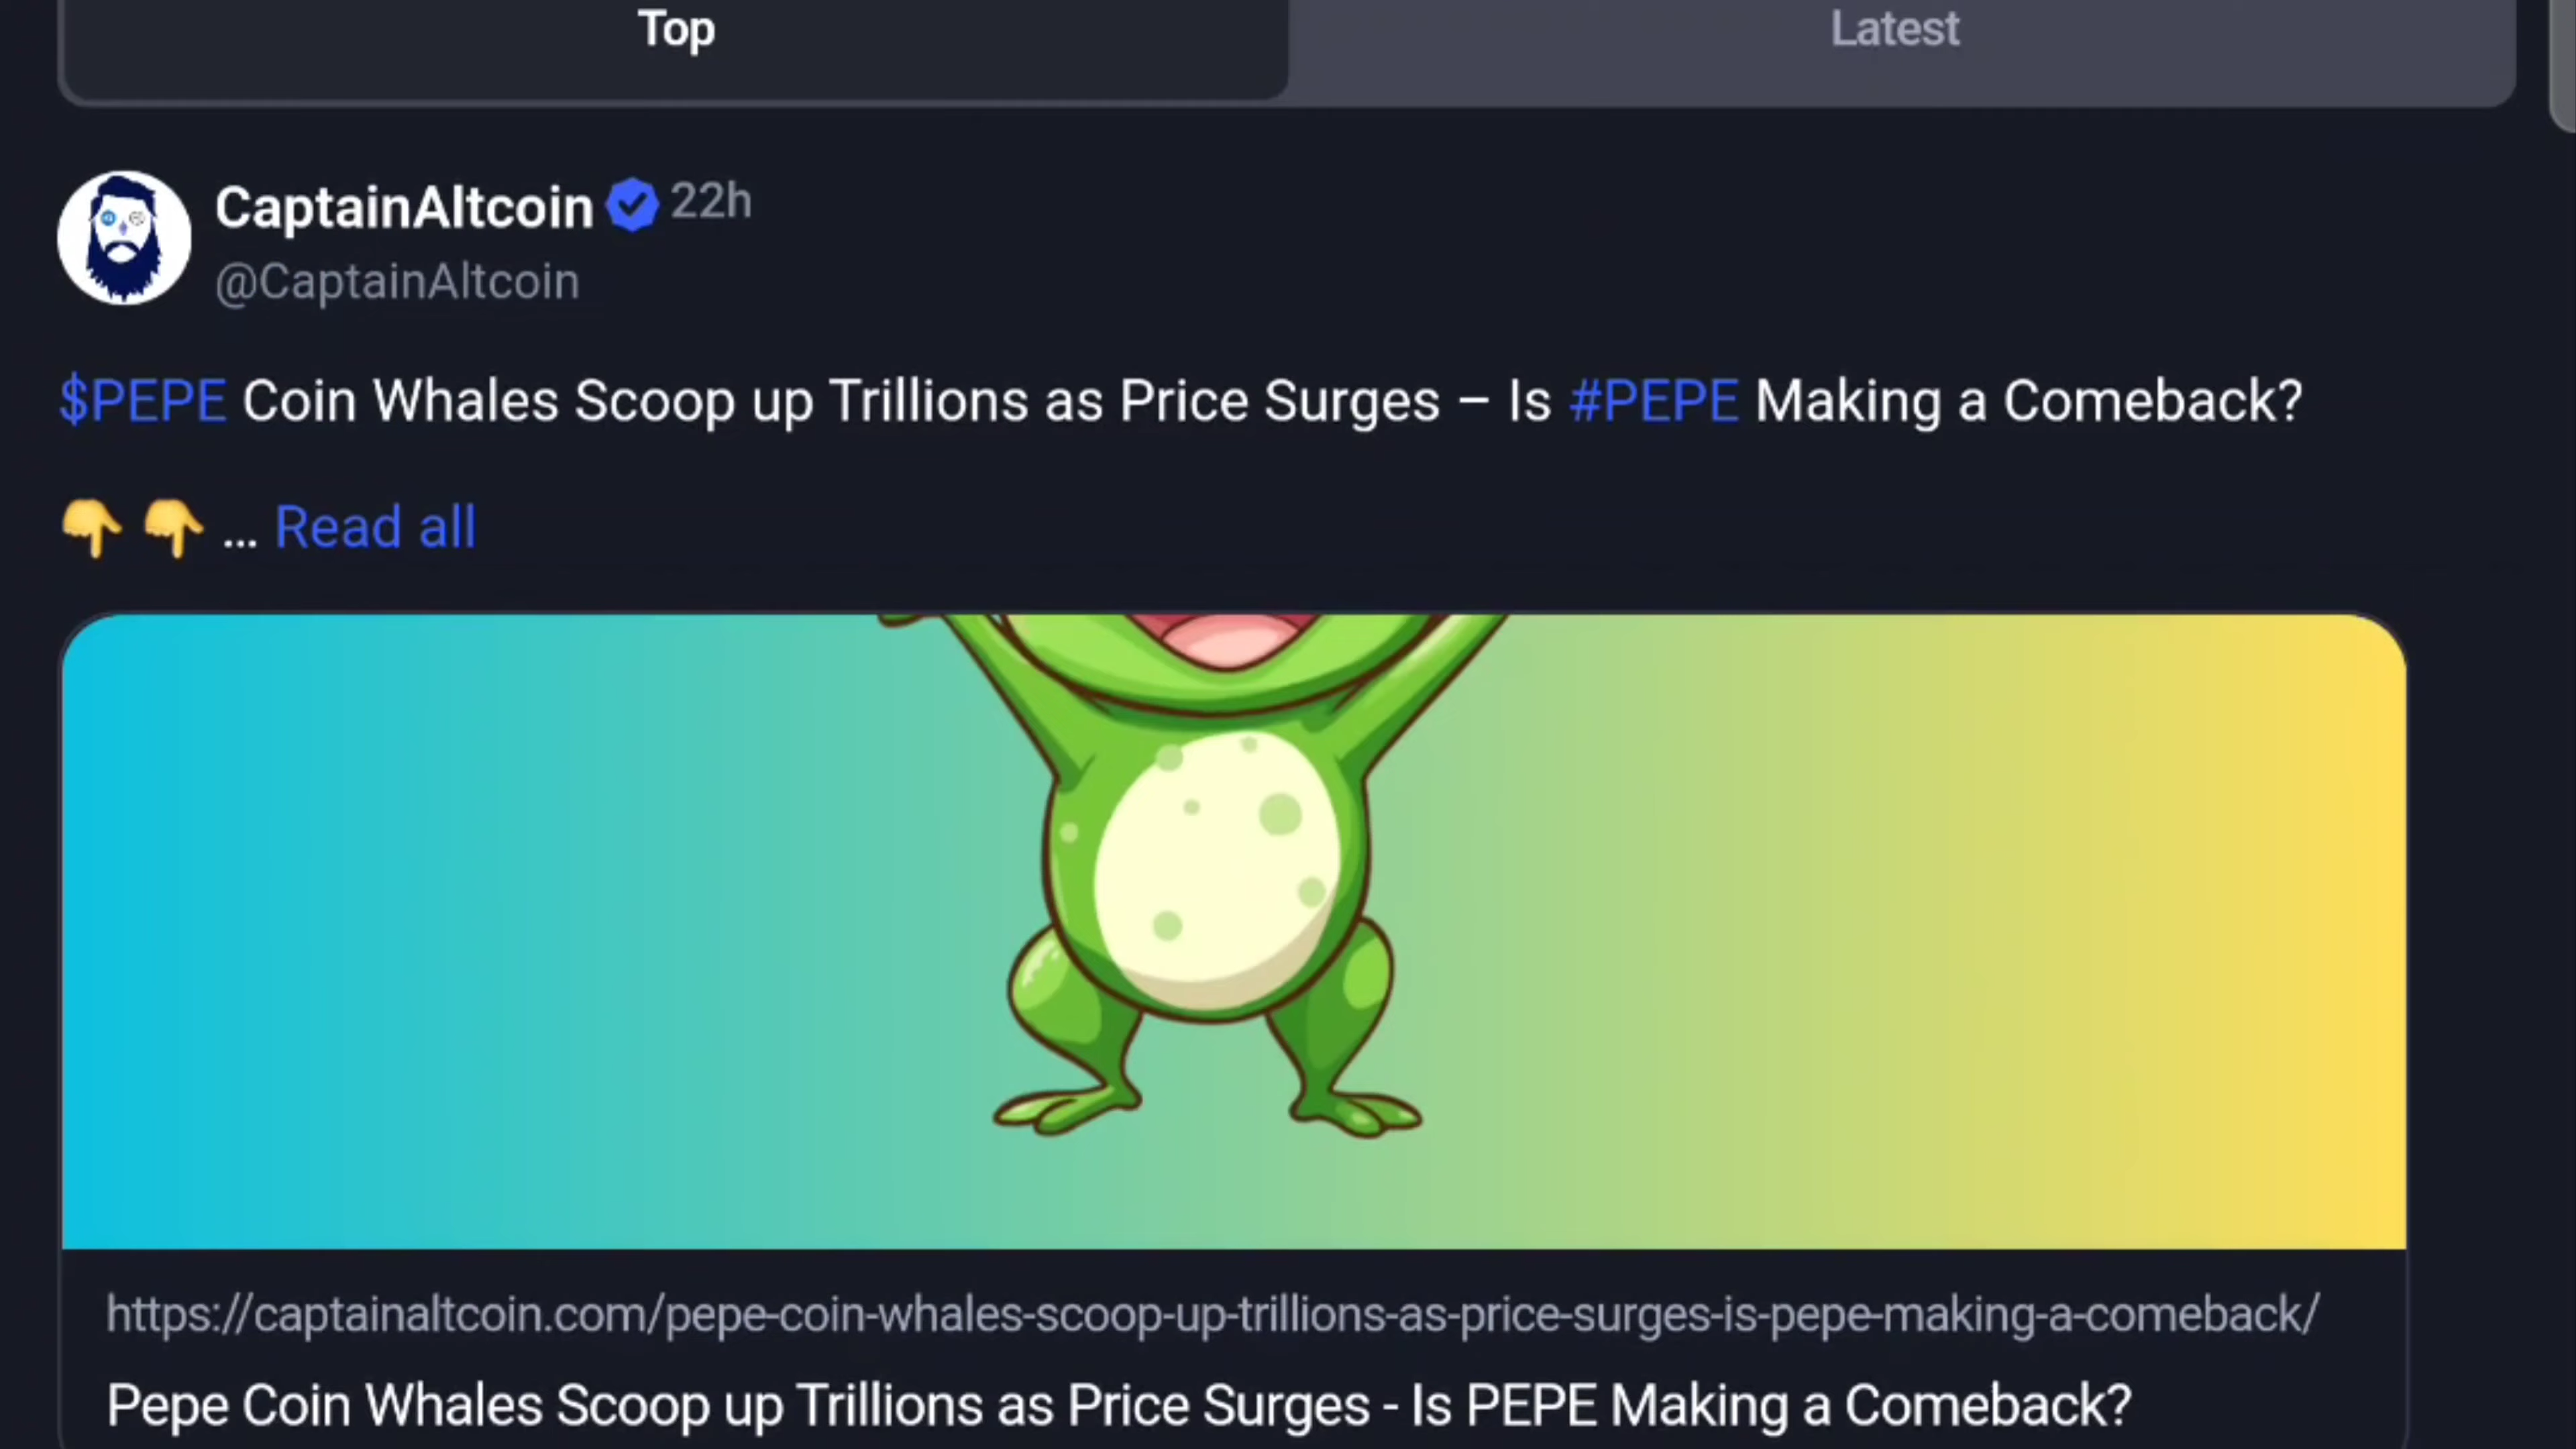 Top
Latest
CaptainAltcoin 22h
@CaptainAltcoin
$PEPE Coin Whales Scoop up Trillions as Price Surges – Is #PEPE Making a Comeback?
👇 👇 ... Read all
https://captainaltcoin.com/pepe-coin-whales-scoop-up-trillions-as-price-surges-is-pepe-making-a-comeback/
Pepe Coin Whales Scoop up Trillions as Price Surges - Is PEPE Making a Comeback?